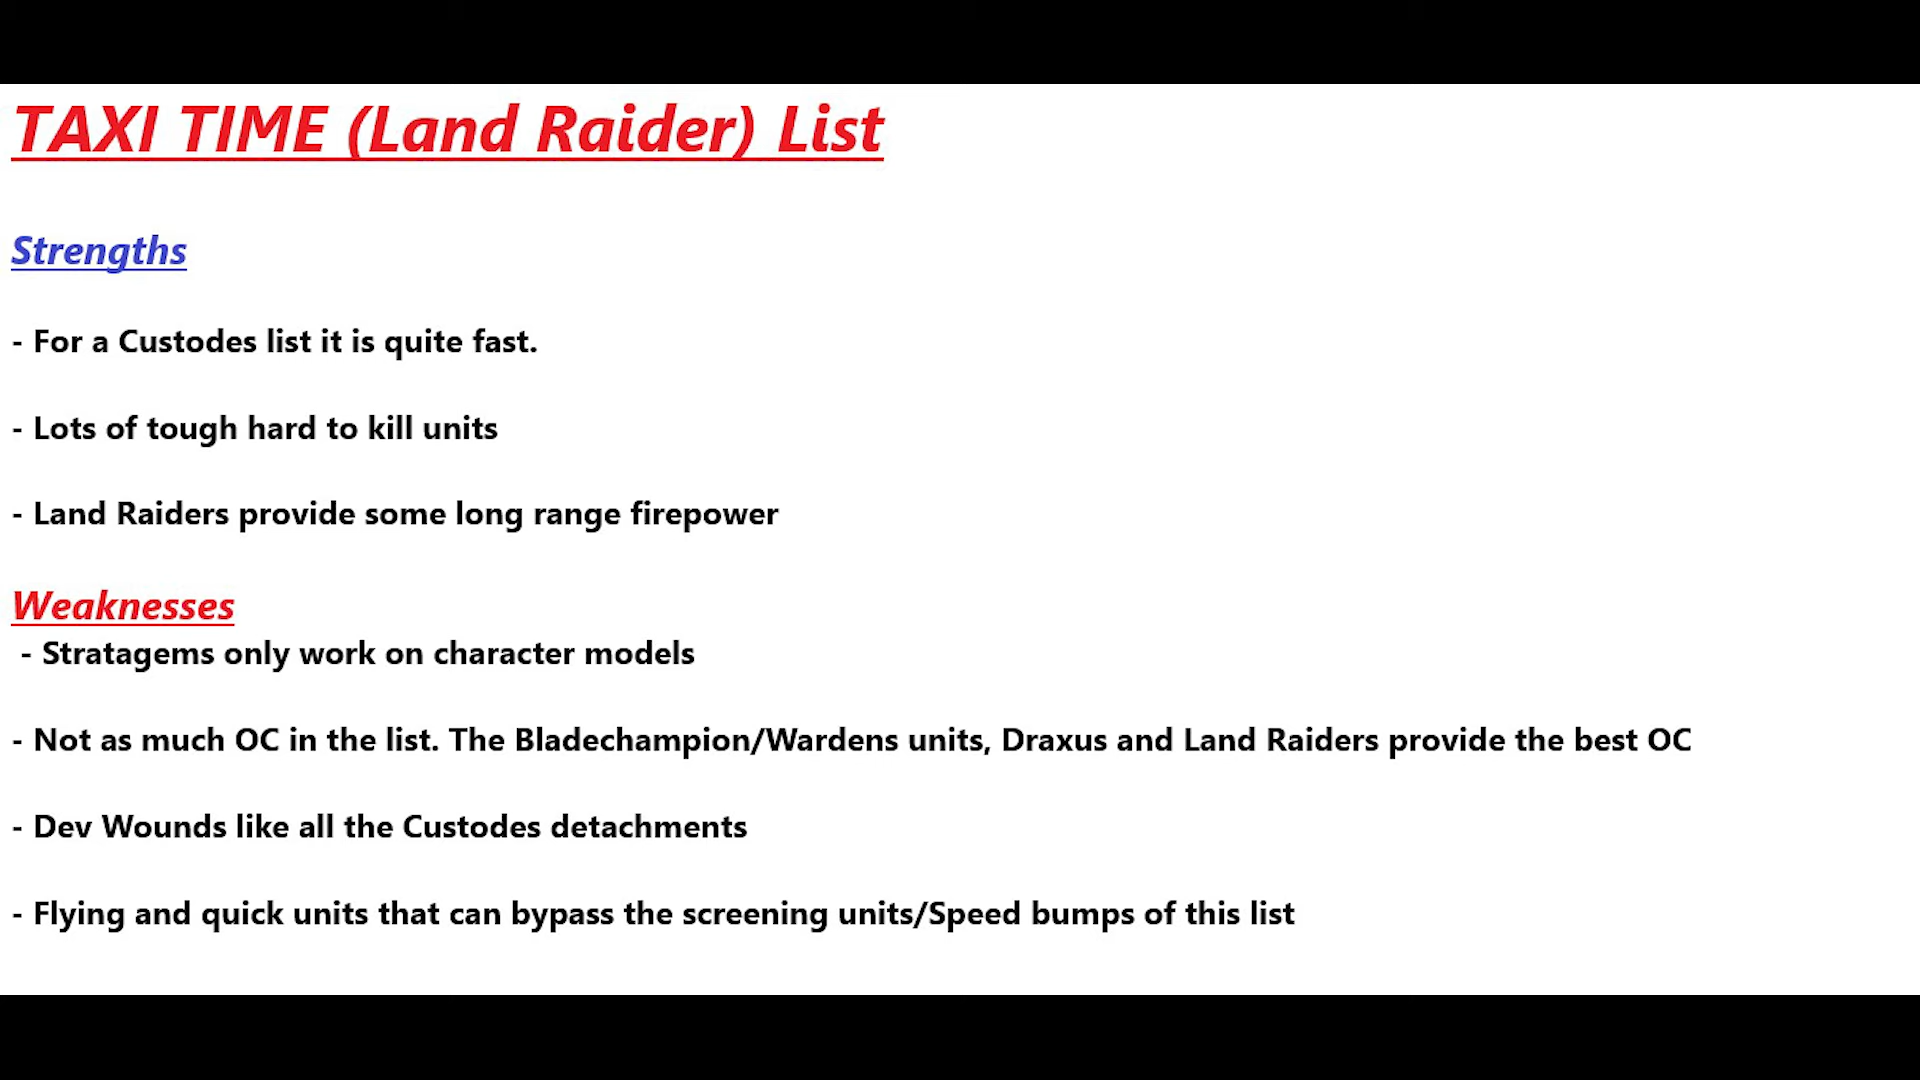 TAXI TIME (Land Raider) List
Strengths
- For a Custodes list it is quite fast.
- Lots of tough hard to kill units
- Land Raiders provide some long range firepower
Weaknesses
- Stratagems only work on character models
- Not as much OC in the list. The Bladechampion/Wardens units, Draxus and Land Raiders provide the best OC
- Dev Wounds like all the Custodes detachments
- Flying and quick units that can bypass the screening units/Speed bumps of this list